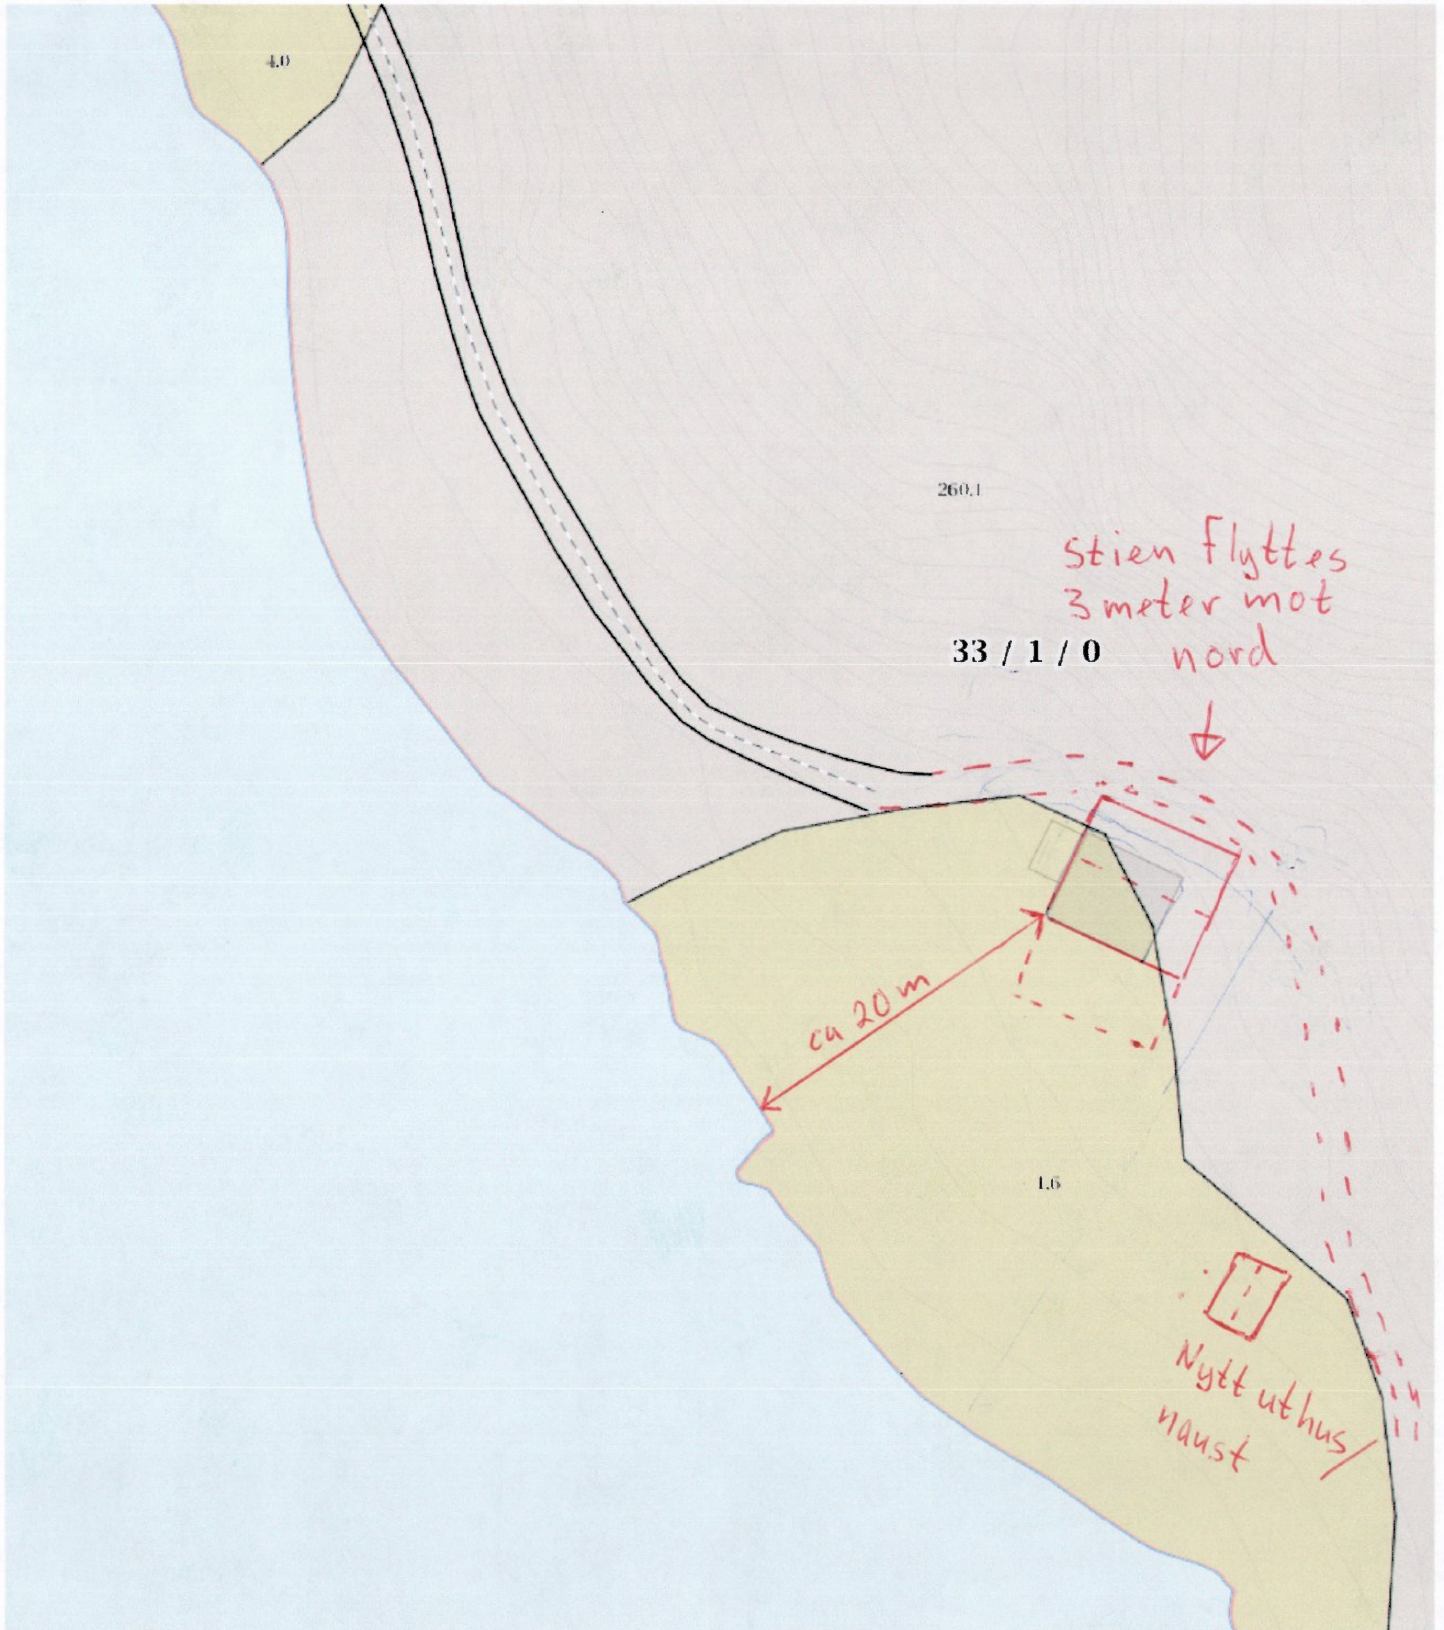 4.0
260.1
Stien flyttes
3 meter mot
nord
33 / 1 / 0
ca 20 m
1.6
Nytt uthus/
naust